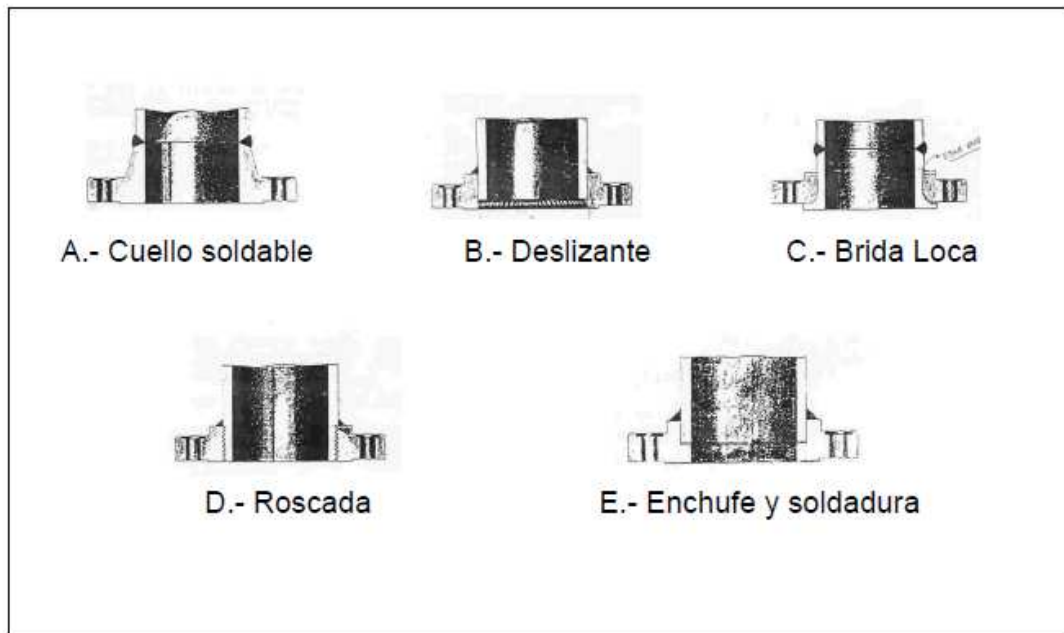 A.- Cuello soldable
B.- Deslizante
C.- Brida Loca
D.- Roscada
E.- Enchufe y soldadura